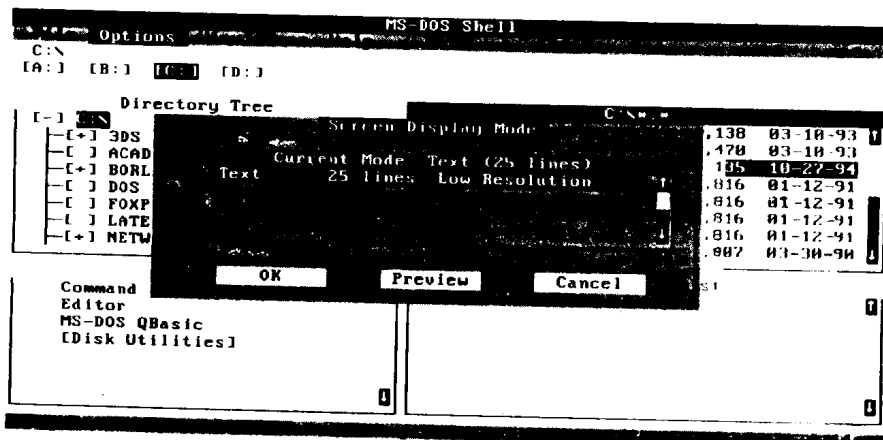 MS-DOS Shell
Options
C:\
[A:] [B:] [C:] [D:]
Directory Tree
C:\*.*
[-] C:\
[+] 3DS
[ ] ACAD
[+] BORL
[ ] DOS
[ ] FOXP
[ ] LATE
[+] NETW
Screen Display Mode
Current Mode Text (25 lines)
Text 25 lines Low Resolution
OK Preview Cancel
,138 03-10-93
,470 03-10-93
135 10-27-94
,816 01-12-91
,816 01-12-91
,816 01-12-91
,816 01-12-91
,807 03-30-90
Command
Editor
MS-DOS QBasic
[Disk Utilities]